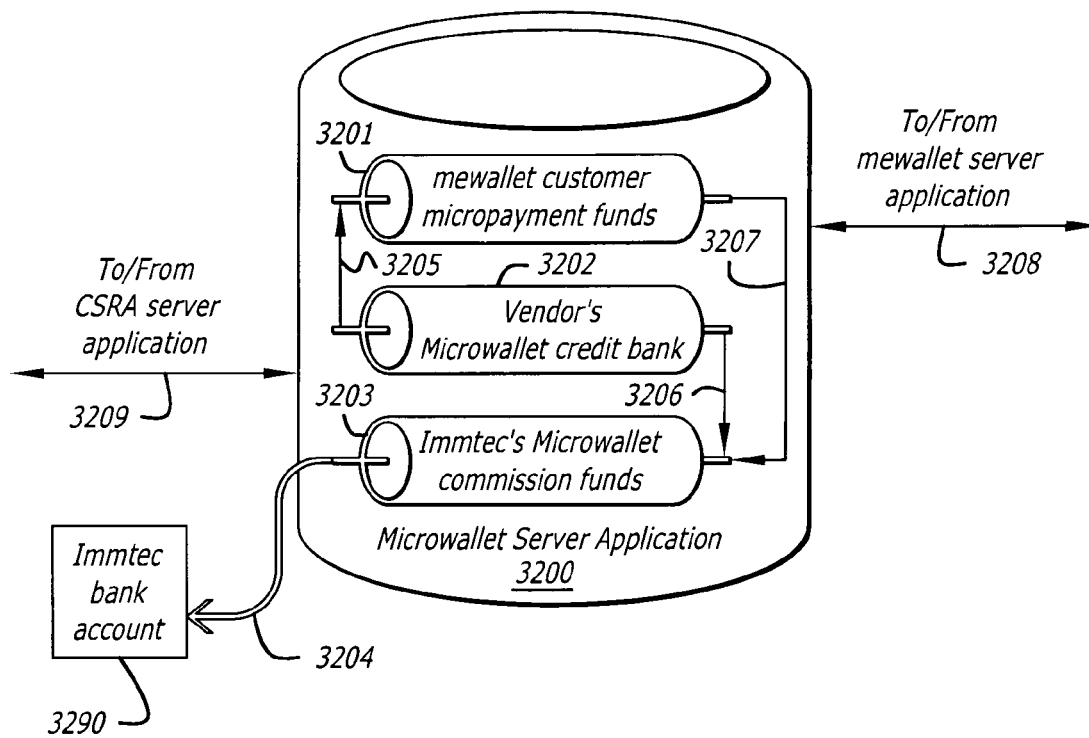 3201
mewallet customer
micropayment funds
To/From
mewallet server
application
3207
3205
3202
3208
To/From
CSRA server
application
Vendor's
Microwallet credit bank
3209
3203
3206
Immtec's Microwallet
commission funds
Microwallet Server Application
3200
Immtec
bank
account
3204
3290